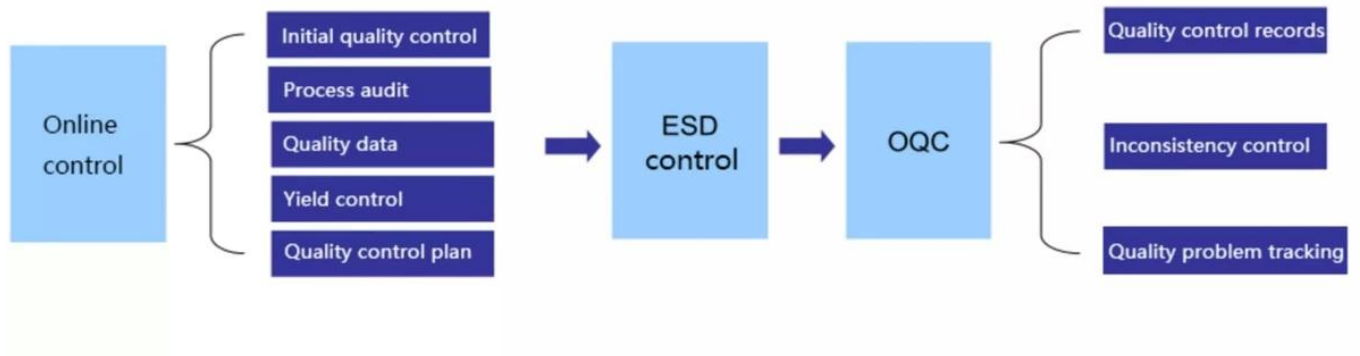 Online
control
Initial quality control
Process audit
Quality data
Yield control
Quality control plan
ESD
control
OQC
Quality control records
Inconsistency control
Quality problem tracking